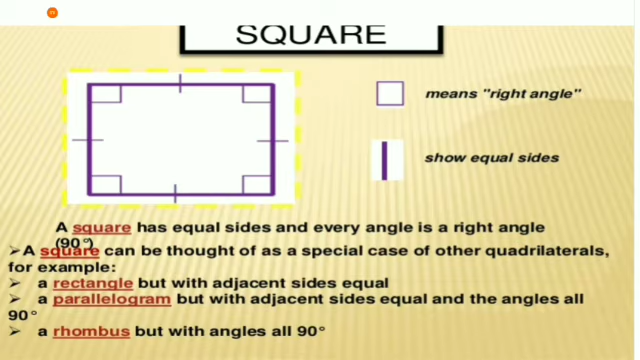 SQUARE
means "right angle"
show equal sides
A square has equal sides and every angle is a right angle
(90°)
➢A square can be thought of as a special case of other quadrilaterals,
for example:
➢ a rectangle but with adjacent sides equal
➢ a parallelogram but with adjacent sides equal and the angles all
90°
➢ a rhombus but with angles all 90°